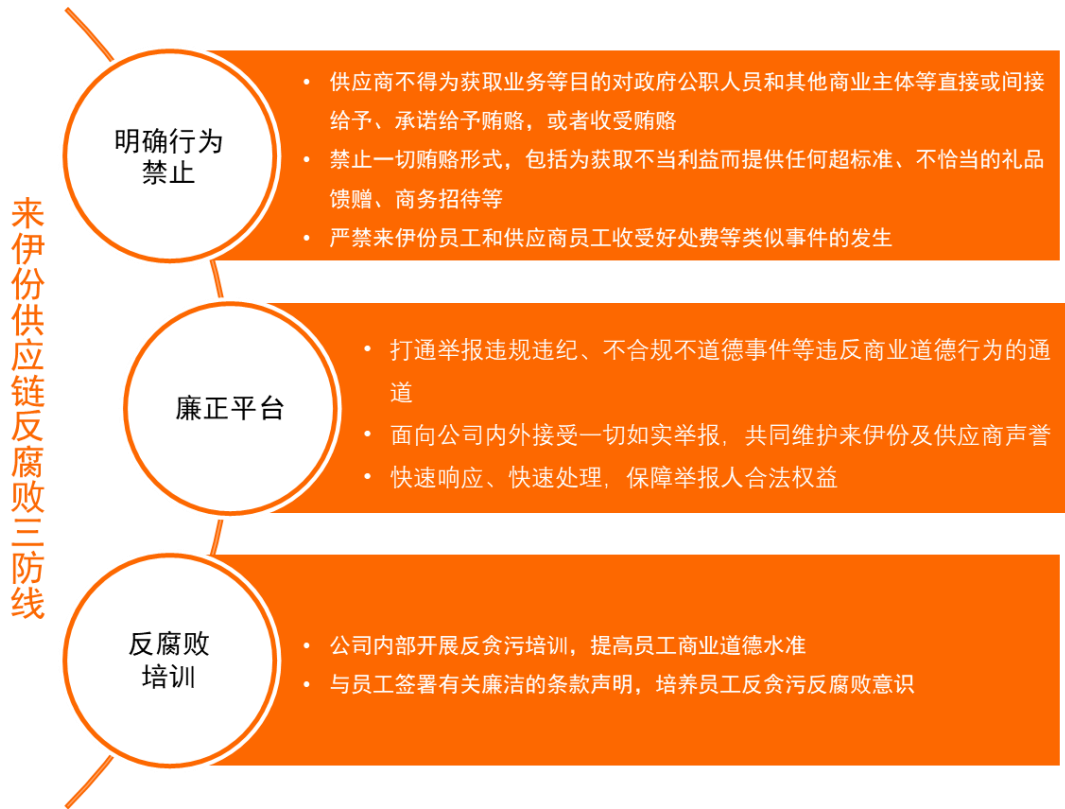 来伊份供应链反腐败三防线
明确行为
禁止
• 供应商不得为获取业务等目的对政府公职人员和其他商业主体等直接或间接
给予、承诺给予贿赂，或者收受贿赂
• 禁止一切贿赂形式，包括为获取不当利益而提供任何超标准、不恰当的礼品
馈赠、商务招待等
• 严禁来伊份员工和供应商员工收受好处费等类似事件的发生
廉正平台
• 打通举报违规违纪、不合规不道德事件等违反商业道德行为的通
道
• 面向公司内外接受一切如实举报，共同维护来伊份及供应商声誉
• 快速响应、快速处理，保障举报人合法权益
反腐败
培训
• 公司内部开展反贪污培训，提高员工商业道德水准
• 与员工签署有关廉洁的条款声明，培养员工反贪污反腐败意识